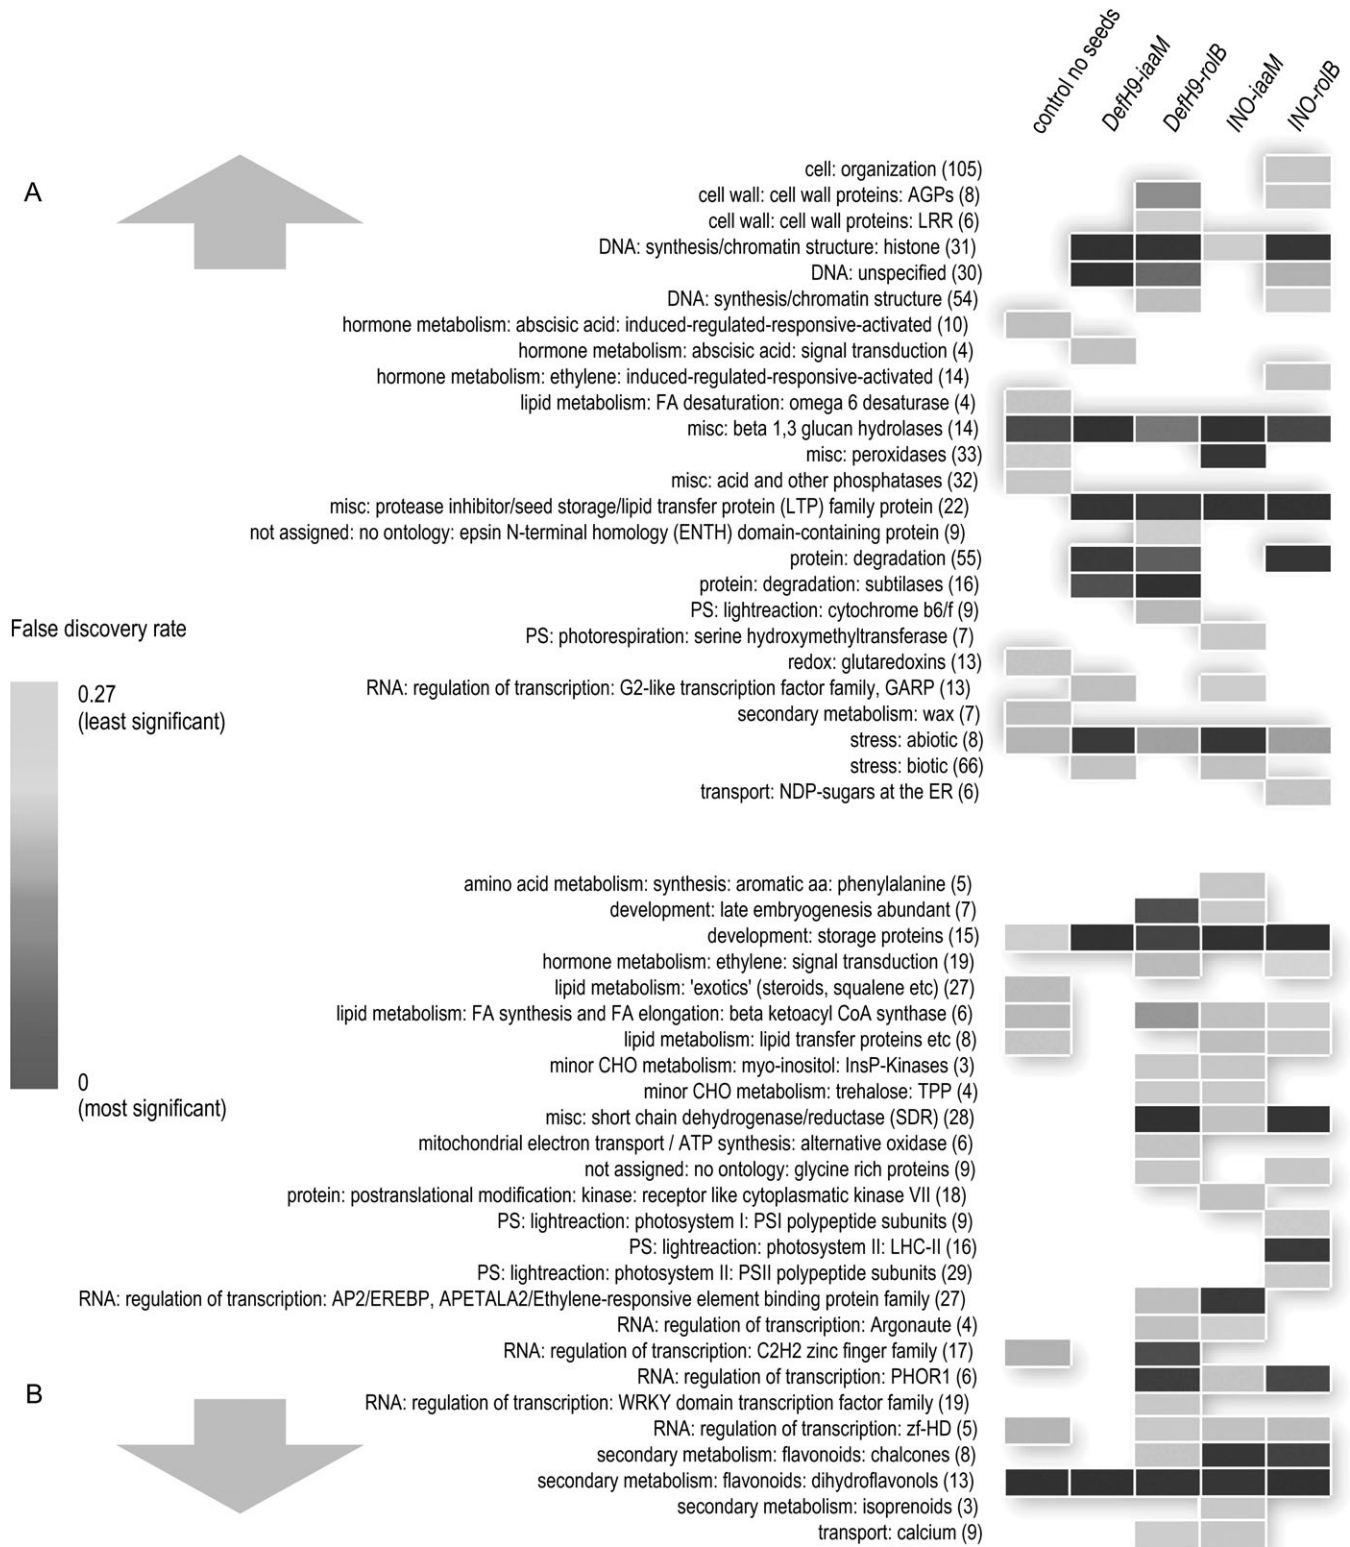 control no seeds
DefH9-iaaM
DefH9-rolB
INO-iaaM
INO-rolB
A
cell: organization (105)
cell wall: cell wall proteins: AGPs (8)
cell wall: cell wall proteins: LRR (6)
DNA: synthesis/chromatin structure: histone (31)
DNA: unspecified (30)
DNA: synthesis/chromatin structure (54)
hormone metabolism: abscisic acid: induced-regulated-responsive-activated (10)
hormone metabolism: abscisic acid: signal transduction (4)
hormone metabolism: ethylene: induced-regulated-responsive-activated (14)
lipid metabolism: FA desaturation: omega 6 desaturase (4)
misc: beta 1,3 glucan hydrolases (14)
misc: peroxidases (33)
misc: acid and other phosphatases (32)
misc: protease inhibitor/seed storage/lipid transfer protein (LTP) family protein (22)
not assigned: no ontology: epsin N-terminal homology (ENTH) domain-containing protein (9)
protein: degradation (55)
protein: degradation: subtilases (16)
PS: lightreaction: cytochrome b6/f (9)
PS: photorespiration: serine hydroxymethyltransferase (7)
redox: glutaredoxins (13)
RNA: regulation of transcription: G2-like transcription factor family, GARP (13)
secondary metabolism: wax (7)
stress: abiotic (8)
stress: biotic (66)
transport: NDP-sugars at the ER (6)
False discovery rate
0.27
(least significant)
0
(most significant)
amino acid metabolism: synthesis: aromatic aa: phenylalanine (5)
development: late embryogenesis abundant (7)
development: storage proteins (15)
hormone metabolism: ethylene: signal transduction (19)
lipid metabolism: 'exotics' (steroids, squalene etc) (27)
lipid metabolism: FA synthesis and FA elongation: beta ketoacyl CoA synthase (6)
lipid metabolism: lipid transfer proteins etc (8)
minor CHO metabolism: myo-inositol: InsP-Kinases (3)
minor CHO metabolism: trehalose: TPP (4)
misc: short chain dehydrogenase/reductase (SDR) (28)
mitochondrial electron transport / ATP synthesis: alternative oxidase (6)
not assigned: no ontology: glycine rich proteins (9)
protein: postranslational modification: kinase: receptor like cytoplasmatic kinase VII (18)
PS: lightreaction: photosystem I: PSI polypeptide subunits (9)
PS: lightreaction: photosystem II: LHC-II (16)
PS: lightreaction: photosystem II: PSII polypeptide subunits (29)
RNA: regulation of transcription: AP2/EREBP, APETALA2/Ethylene-responsive element binding protein family (27)
RNA: regulation of transcription: Argonaute (4)
RNA: regulation of transcription: C2H2 zinc finger family (17)
RNA: regulation of transcription: PHOR1 (6)
B
RNA: regulation of transcription: WRKY domain transcription factor family (19)
RNA: regulation of transcription: zf-HD (5)
secondary metabolism: flavonoids: chalcones (8)
secondary metabolism: flavonoids: dihydroflavonols (13)
secondary metabolism: isoprenoids (3)
transport: calcium (9)